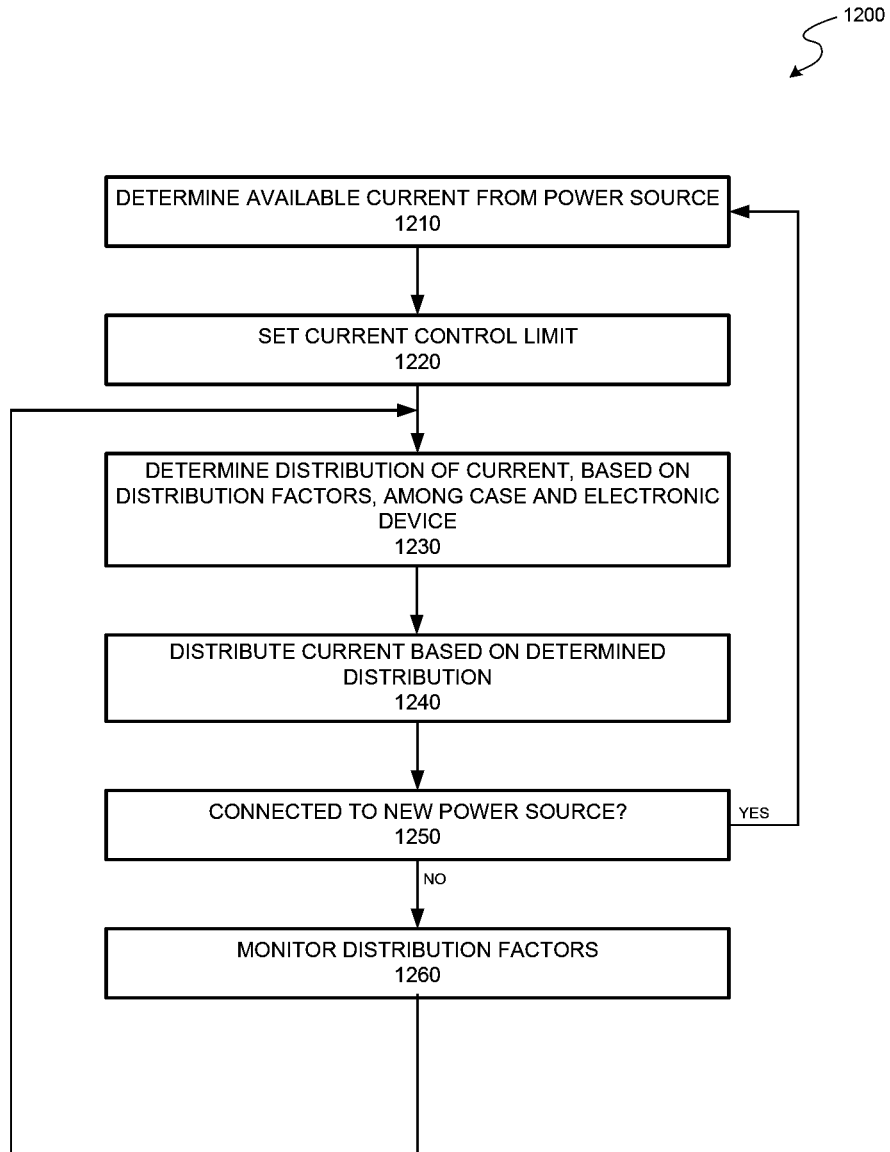 1200
DETERMINE AVAILABLE CURRENT FROM POWER SOURCE
1210
SET CURRENT CONTROL LIMIT
1220
DETERMINE DISTRIBUTION OF CURRENT, BASED ON
DISTRIBUTION FACTORS, AMONG CASE AND ELECTRONIC
DEVICE
1230
DISTRIBUTE CURRENT BASED ON DETERMINED
DISTRIBUTION
1240
CONNECTED TO NEW POWER SOURCE?
1250
YES
NO
MONITOR DISTRIBUTION FACTORS
1260